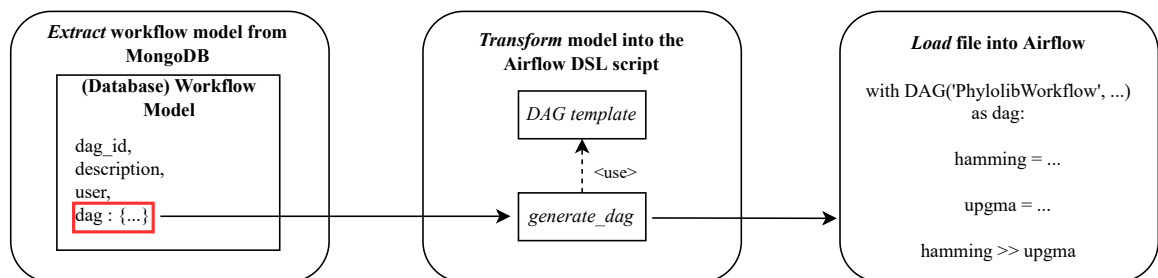 Extract workflow model from
MongoDB
(Database) Workflow
Model
dag_id,
description,
user,
dag : {...}
Transform model into the
Airflow DSL script
DAG template
<use>
generate_dag
Load file into Airflow
with DAG('PhylolibWorkflow', ...)
as dag:
hamming = ...
upgma = ...
hamming >> upgma